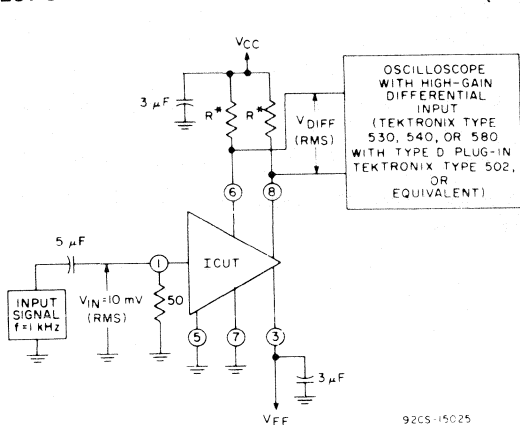 VCC
3 µF
R*
R*
VDIFF
(RMS)
OSCILLOSCOPE
WITH HIGH-GAIN
DIFFERENTIAL
INPUT
(TEKTRONIX TYPE
530, 540, OR 580
WITH TYPE D PLUG-IN
TEKTRONIX TYPE 502,
OR
EQUIVALENT)
6
8
5 µF
1
ICUT
INPUT
SIGNAL
f=1 kHz
VIN=10 mV
(RMS)
50
5
7
3
3 µF
VEE
92CS-15025